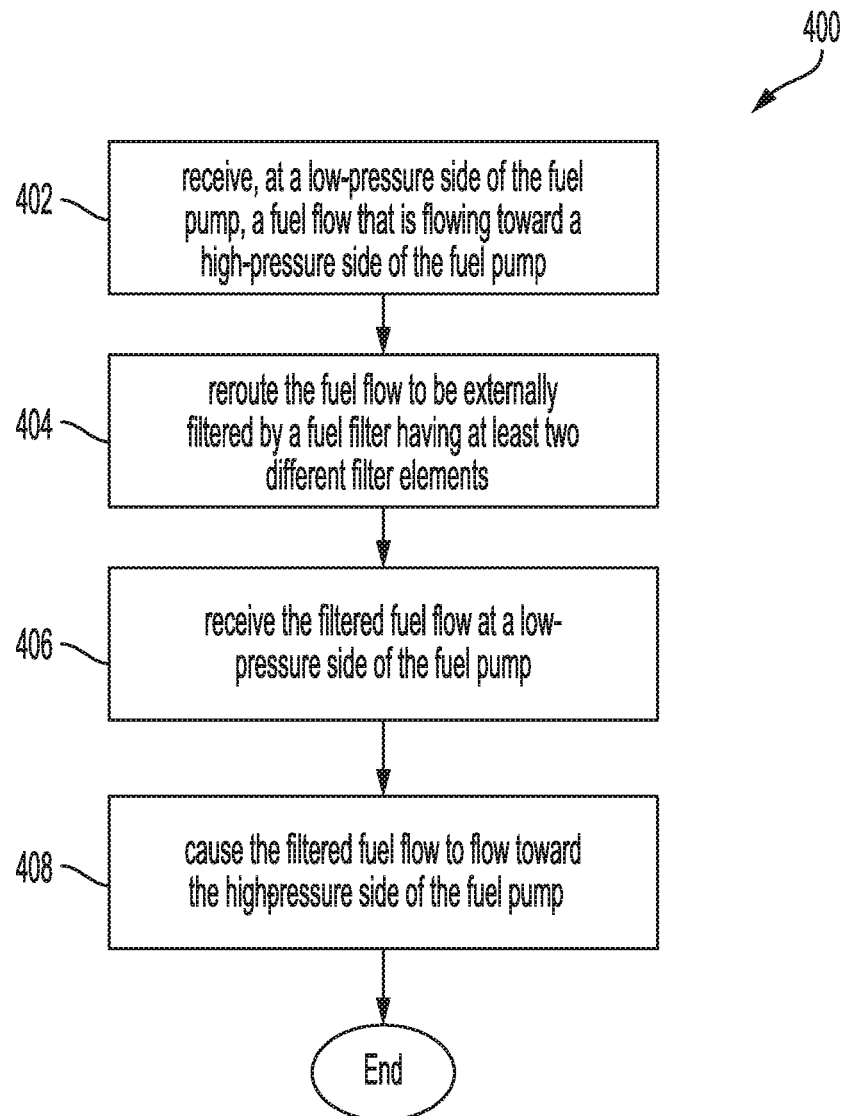 400
402
receive, at a low-pressure side of the fuel
pump, a fuel flow that is flowing toward a
high-pressure side of the fuel pump
404
reroute the fuel flow to be externally
filtered by a fuel filter having at least two
different filter elements
406
receive the filtered fuel flow at a low-
pressure side of the fuel pump
408
cause the filtered fuel flow to flow toward
the high-pressure side of the fuel pump
End